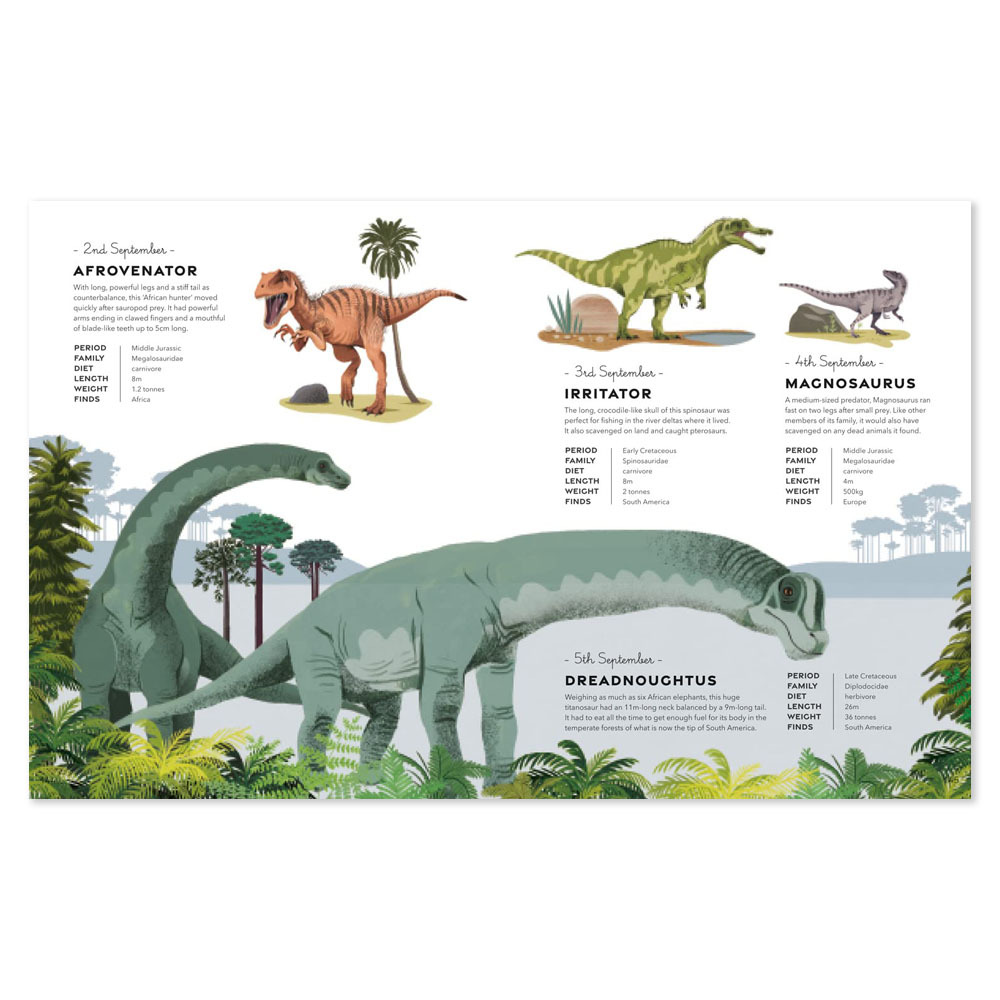 - 2nd September -
AFROVENATOR
With long, powerful legs and a stiff tail as
counterbalance, this 'African hunter' moved
quickly after sauropod prey. It had powerful
arms ending in clawed fingers and a mouthful
of blade-like teeth up to 5cm long.
PERIOD Middle Jurassic
FAMILY Megalosauridae
DIET carnivore
LENGTH 8m
WEIGHT 1.2 tonnes
FINDS Africa
- 3rd September -
IRRITATOR
The long, crocodile-like skull of this spinosaur was
perfect for fishing in the river deltas where it lived.
It also scavenged on land and caught pterosaurs.
PERIOD Early Cretaceous
FAMILY Spinosauridae
DIET carnivore
LENGTH 8m
WEIGHT 2 tonnes
FINDS South America
- 4th September -
MAGNOSAURUS
A medium-sized predator, Magnosaurus ran
fast on two legs after small prey. Like other
members of its family, it would also have
scavenged on any dead animals it found.
PERIOD Middle Jurassic
FAMILY Megalosauridae
DIET carnivore
LENGTH 4m
WEIGHT 500kg
FINDS Europe
- 5th September -
DREADNOUGHTUS
Weighing as much as six African elephants, this huge
titanosaur had an 11m-long neck balanced by a 9m-long tail.
It had to eat all the time to get enough fuel for its body in the
temperate forests of what is now the tip of South America.
PERIOD Late Cretaceous
FAMILY Diplodocidae
DIET herbivore
LENGTH 26m
WEIGHT 36 tonnes
FINDS South America